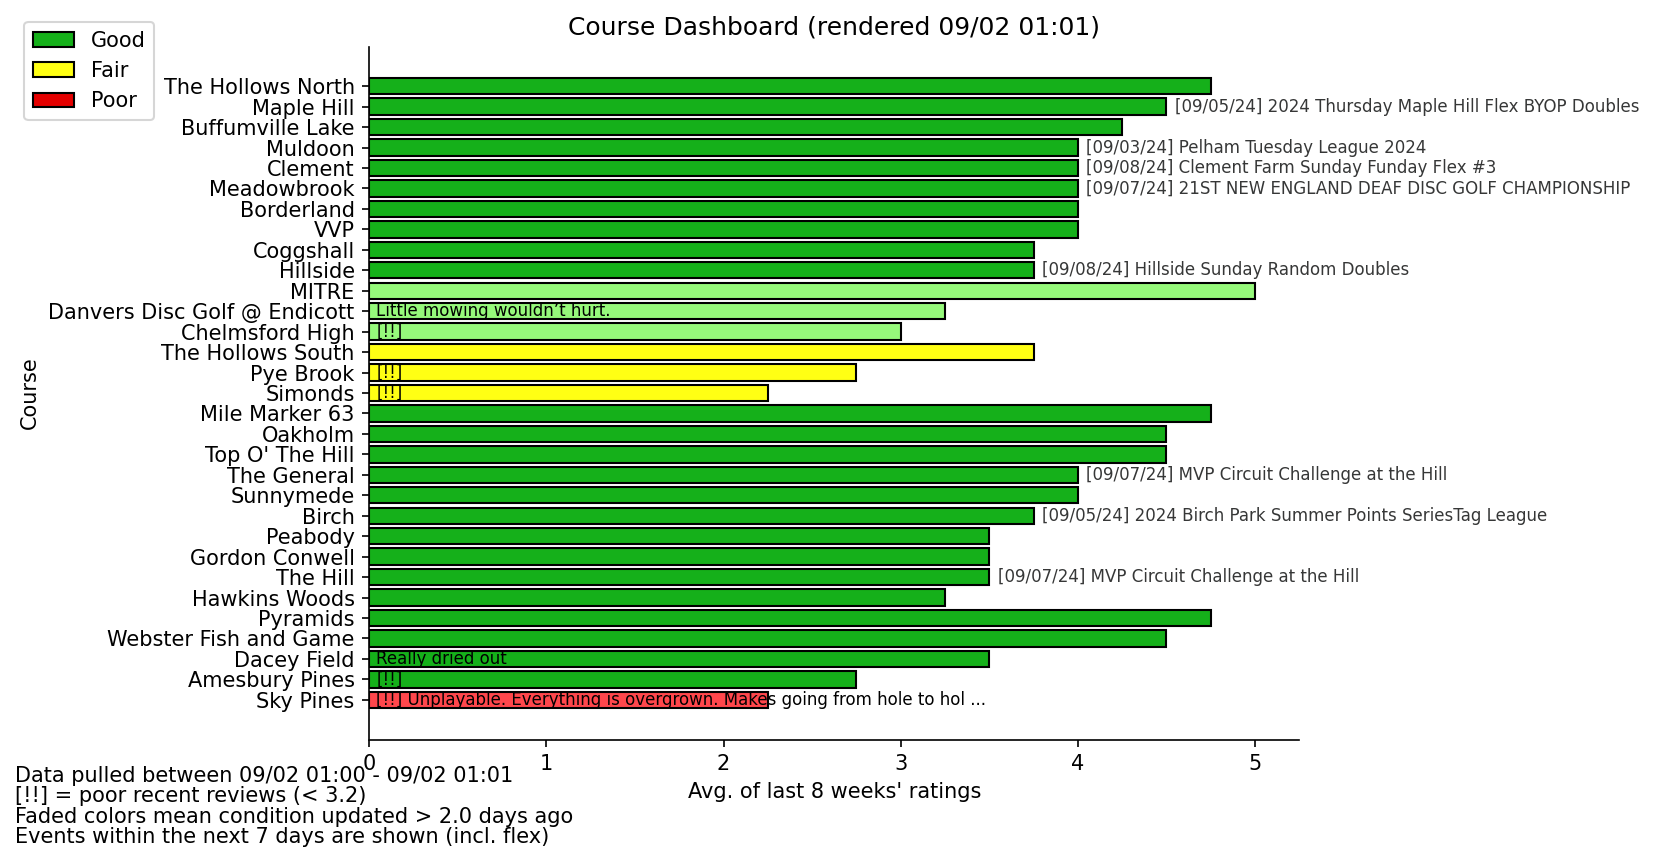 Course Dashboard (rendered 09/02 01:01)
Good
Fair
Poor
The Hollows North
Maple Hill [09/05/24] 2024 Thursday Maple Hill Flex BYOP Doubles
Buffumville Lake
Muldoon [09/03/24] Pelham Tuesday League 2024
Clement [09/08/24] Clement Farm Sunday Funday Flex #3
Meadowbrook [09/07/24] 21ST NEW ENGLAND DEAF DISC GOLF CHAMPIONSHIP
Borderland
VVP
Coggshall
Hillside [09/08/24] Hillside Sunday Random Doubles
MITRE
Danvers Disc Golf @ Endicott Little mowing wouldn’t hurt.
Chelmsford High [!!]
The Hollows South
Pye Brook [!!]
Simonds [!!]
Mile Marker 63
Oakholm
Top O' The Hill
The General [09/07/24] MVP Circuit Challenge at the Hill
Sunnymede
Birch [09/05/24] 2024 Birch Park Summer Points SeriesTag League
Peabody
Gordon Conwell
The Hill [09/07/24] MVP Circuit Challenge at the Hill
Hawkins Woods
Pyramids
Webster Fish and Game
Dacey Field Really dried out
Amesbury Pines [!!]
Sky Pines [!!] Unplayable. Everything is overgrown. Makes going from hole to hol ...
Course
0 1 2 3 4 5
Avg. of last 8 weeks' ratings
Data pulled between 09/02 01:00 - 09/02 01:01
[!!] = poor recent reviews (< 3.2)
Faded colors mean condition updated > 2.0 days ago
Events within the next 7 days are shown (incl. flex)